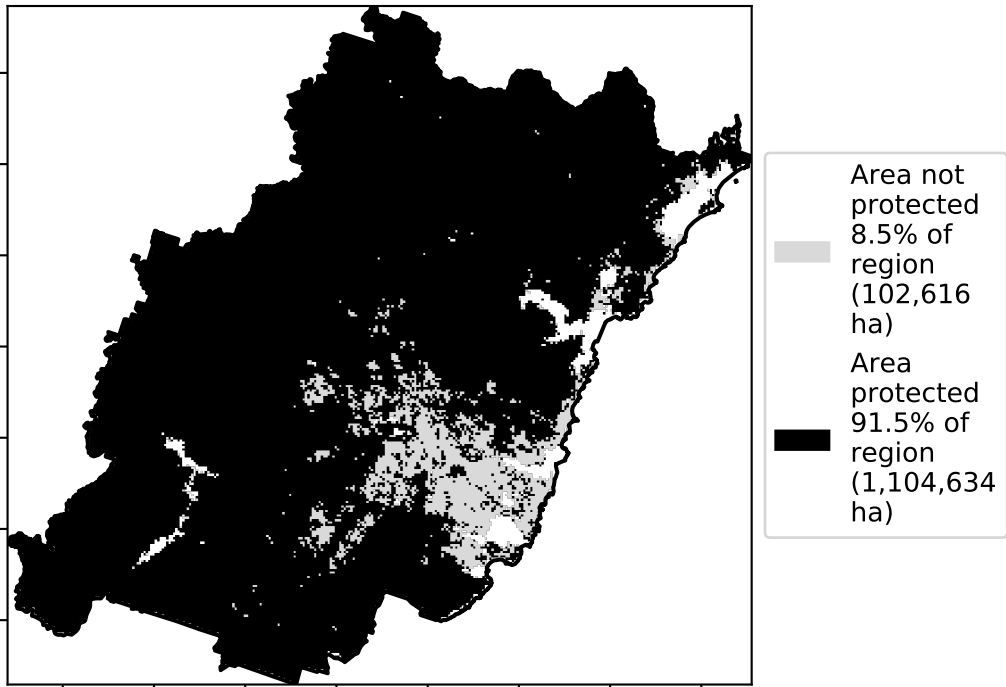 Area not
protected
8.5% of
region
(102,616
ha)
Area
protected
91.5% of
region
(1,104,634
ha)